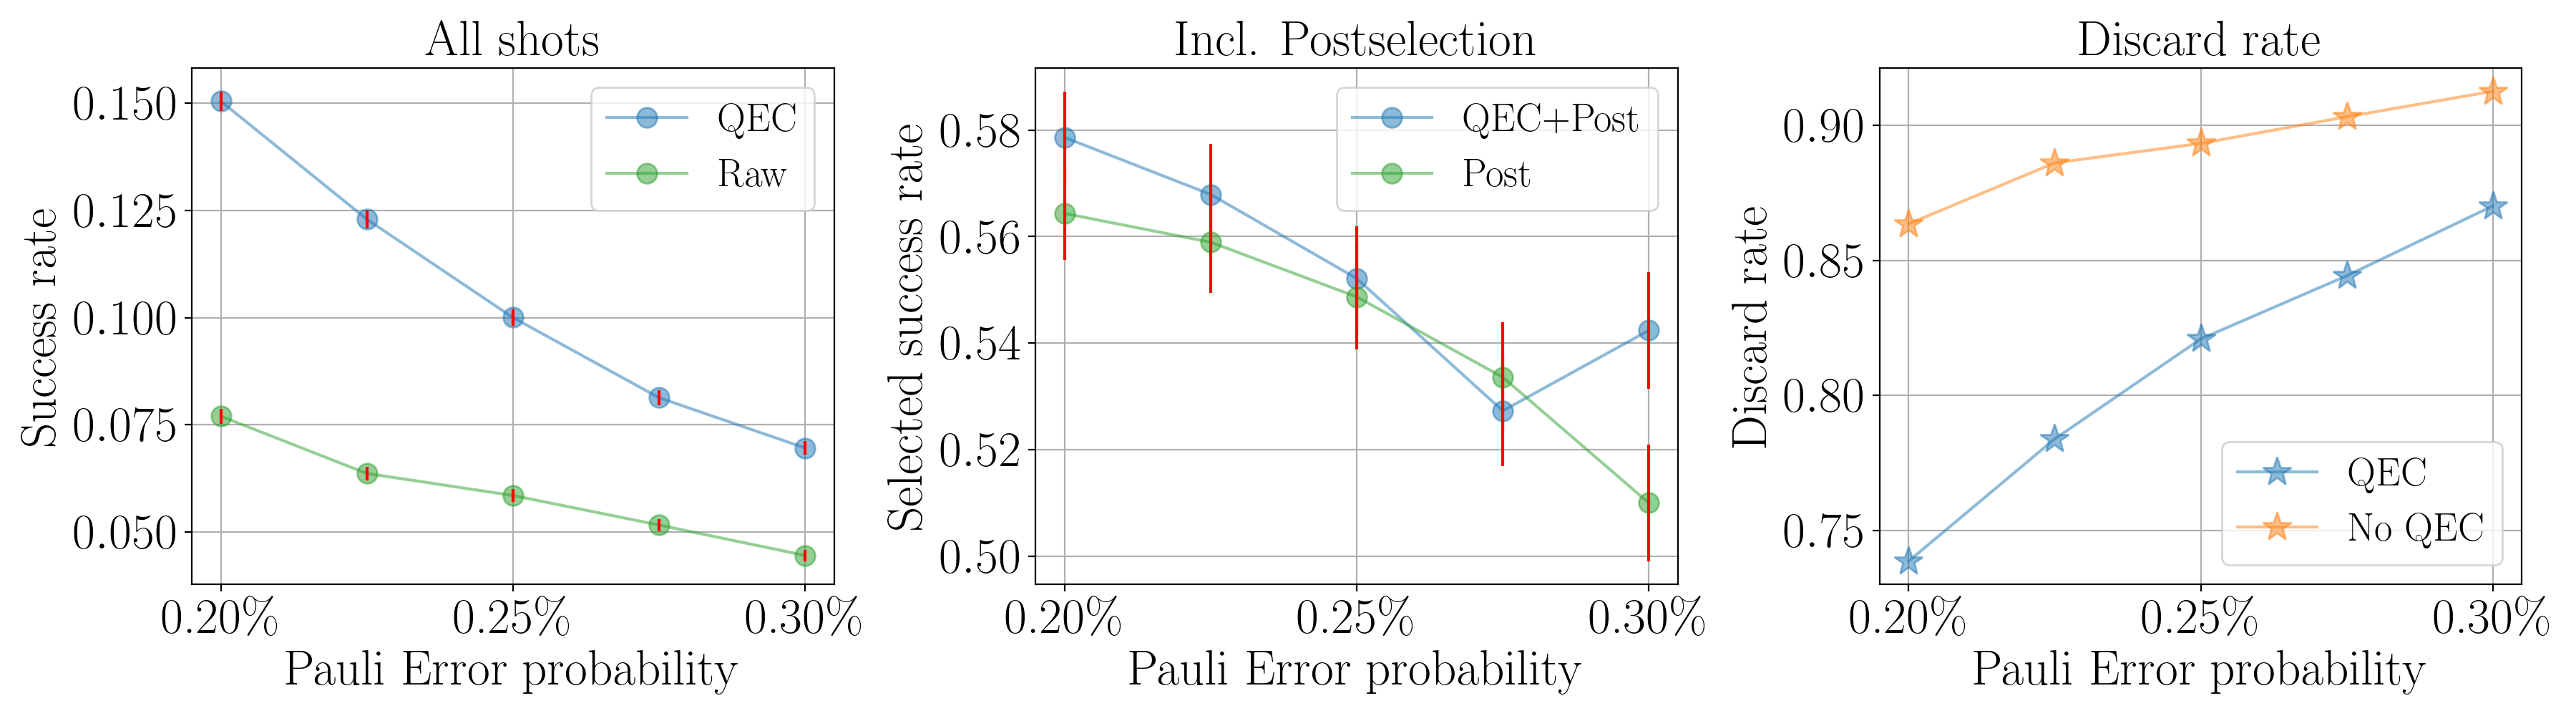 All shots
Success rate
0.150
0.125
0.100
0.075
0.050
QEC
Raw
0.20%
0.25%
0.30%
Pauli Error probability
Incl. Postselection
Selected success rate
0.58
0.56
0.54
0.52
0.50
QEC+Post
Post
0.20%
0.25%
0.30%
Pauli Error probability
Discard rate
Discard rate
0.90
0.85
0.80
0.75
QEC
No QEC
0.20%
0.25%
0.30%
Pauli Error probability